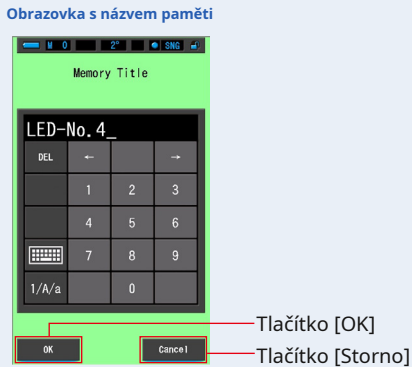 Obrazovka s názvem paměti
M 0 2° SNG
Memory Title
LED-No.4_
DEL ← →
1 2 3
4 5 6
7 8 9
1/A/a 0
OK Cancel
Tlačítko [OK]
Tlačítko [Storno]